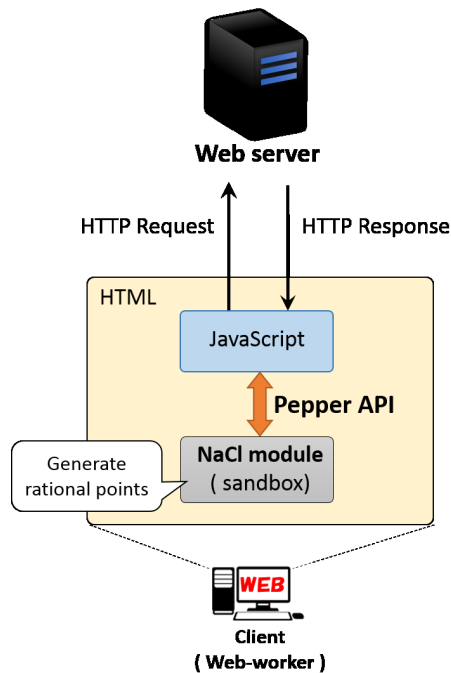 Web server
HTTP Request
HTTP Response
HTML
JavaScript
Pepper API
NaCl module
( sandbox)
Generate
rational points
WEB
Client
( Web-worker )